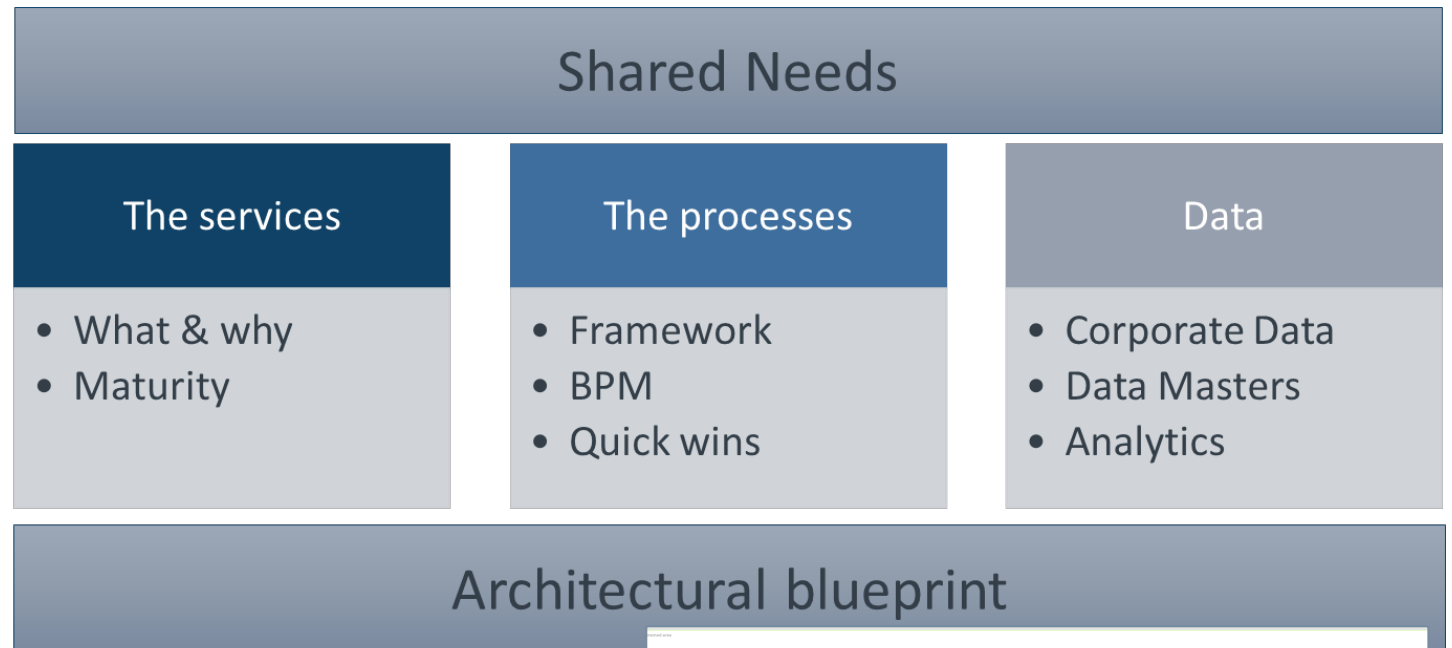 Shared Needs
The services
The processes
Data
• What & why
• Maturity
• Framework
• BPM
• Quick wins
• Corporate Data
• Data Masters
• Analytics
Architectural blueprint